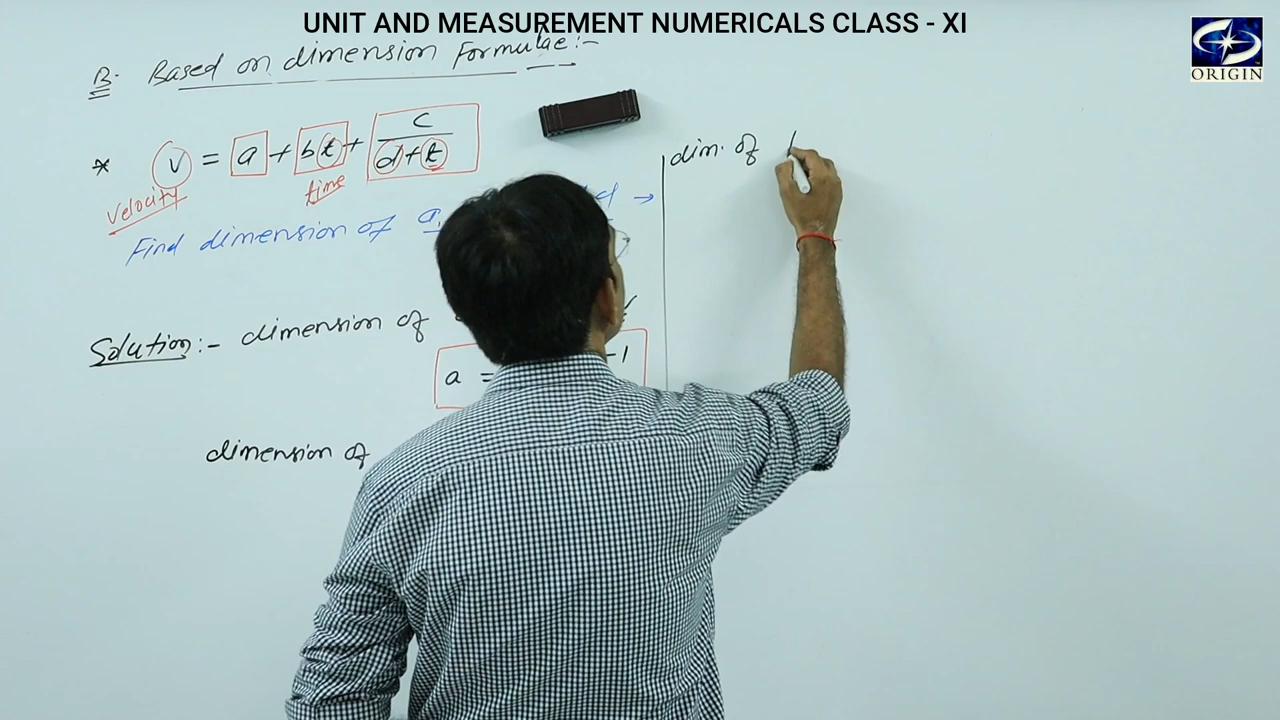 UNIT AND MEASUREMENT NUMERICALS CLASS - XI
ORIGIN
B. Based on dimension Formulae:-
* v = a + bt + c/(d+t)
velocity time
Find dimension of a, d →
Solution:- dimension of
a = -1
dimension of
dim. of